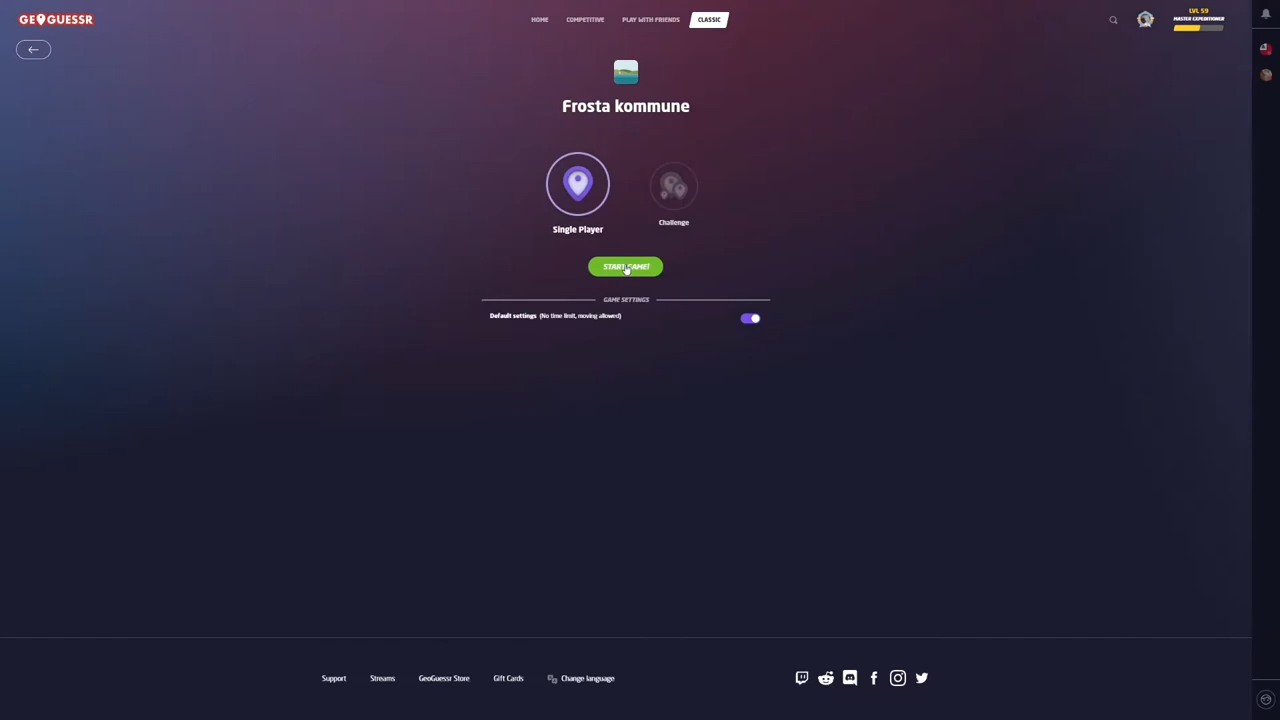 GEOGUESSR
HOME
COMPETITIVE
PLAY WITH FRIENDS
CLASSIC
LVL 59
MASTER EXPEDITIONER
Frosta kommune
Single Player
Challenge
START GAME!
GAME SETTINGS
Default settings (No time limit, moving allowed)
Support
Streams
GeoGuessr Store
Gift Cards
Change language